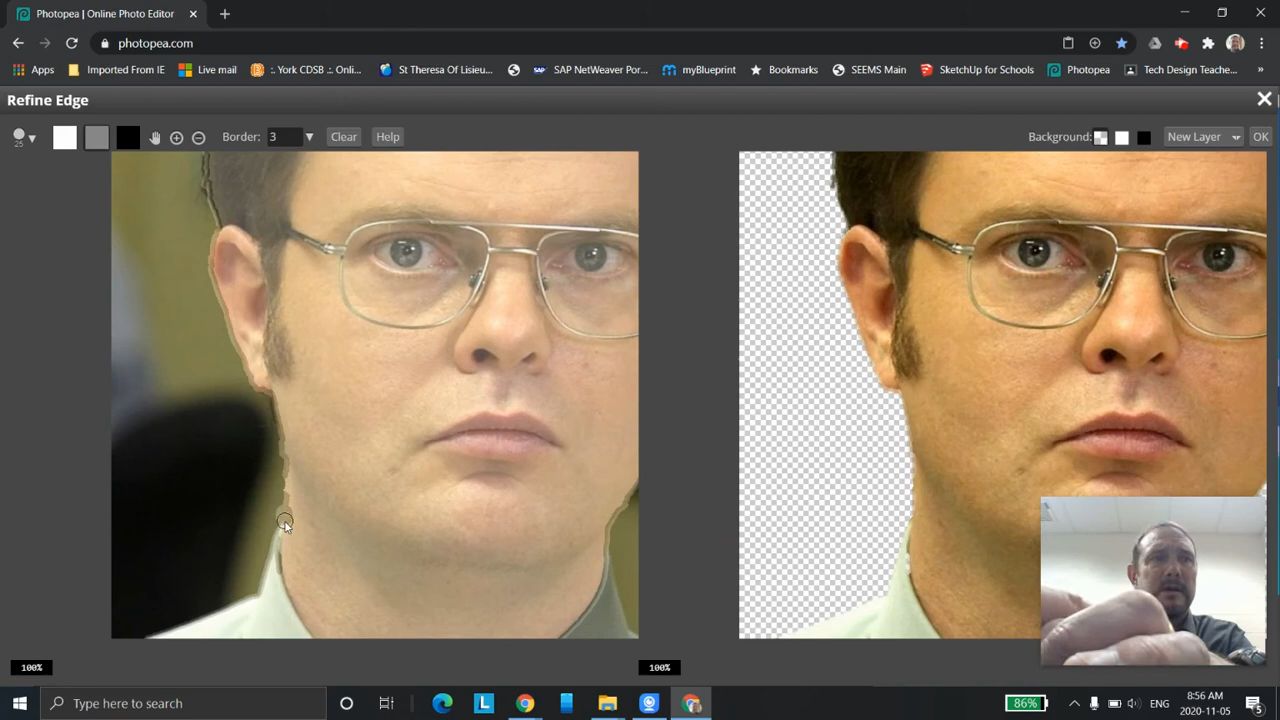 Photopea | Online Photo Editor
photopea.com
Apps
Imported From IE
Live mail
:. York CDSB :. Onli...
St Theresa Of Lisieu...
SAP NetWeaver Por...
myBlueprint
Bookmarks
SEEMS Main
SketchUp for Schools
Photopea
Tech Design Teache...
Refine Edge
25
Border: 3
Clear
Help
Background:
New Layer
OK
100%
100%
Type here to search
L
86%
ENG
8:56 AM
2020-11-05
5